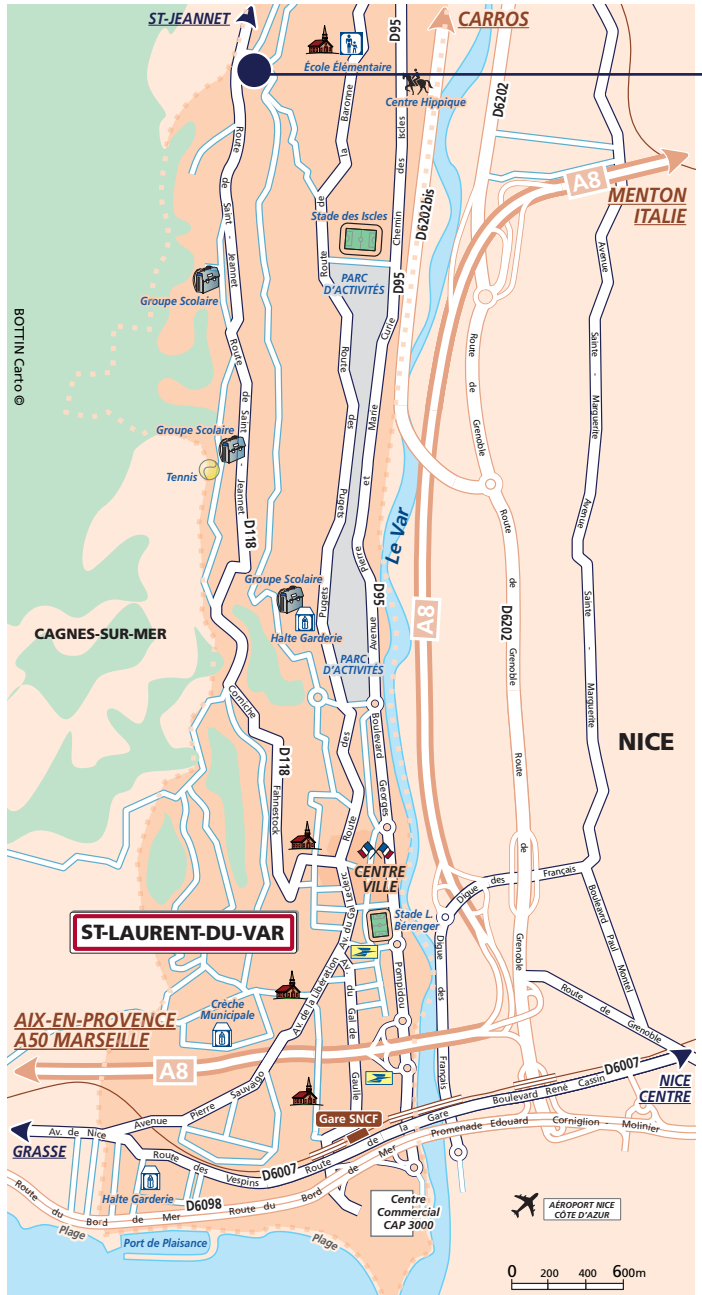 ST-JEANNET
CARROS
D95
École Élémentaire
Centre Hippique
D6202
la
Baronne
de
Route
Chemin
des
Iscles
D6202bis
A8
MENTON
ITALIE
Route
de
Saint
-
Jeannet
Stade des Iscles
PARC
D'ACTIVITÉS
D95
Avenue
Sainte
-
Marguerite
Groupe Scolaire
BOTTIN Carto ©
Route
de
Saint
-
Jeannet
Route
des
Pugets
Curie
Marie
et
Pierre
Route
de
Grenoble
Groupe Scolaire
Tennis
D118
Le Var
Avenue
Sainte
-
Marguerite
Route
de
Grenoble
D6202
Groupe Scolaire
Halte Garderie
Pugets
D95
Avenue
A8
CAGNES-SUR-MER
PARC
D'ACTIVITÉS
Corniche
D118
Fahnestock
des
Route
Boulevard
Georges
Pompidou
NICE
Route
de
Grenoble
CENTRE
VILLE
Digue des Français
Boulevard
Paul
Montel
Av. du Gal Leclerc
ST-LAURENT-DU-VAR
Stade L.
Bérenger
Av. de la Libération
Av. du Gal de Gaulle
Digue
des
Français
Crèche
Municipale
AIX-EN-PROVENCE
A50 MARSEILLE
A8
Route de Grenoble
D6007
NICE
CENTRE
Avenue Pierre Sauvaigo
Gare SNCF
Boulevard René Cassin
Av. de Nice
GRASSE
Route des Vespins
D6007
Route de la Gare
Promenade Edouard Corniglion - Molinier
Halte Garderie
D6098
Route du Bord de Mer
Route du Bord de Mer
Centre
Commercial
CAP 3000
AÉROPORT NICE
CÔTE D'AZUR
Plage
Port de Plaisance
Plage
0 200 400 600m